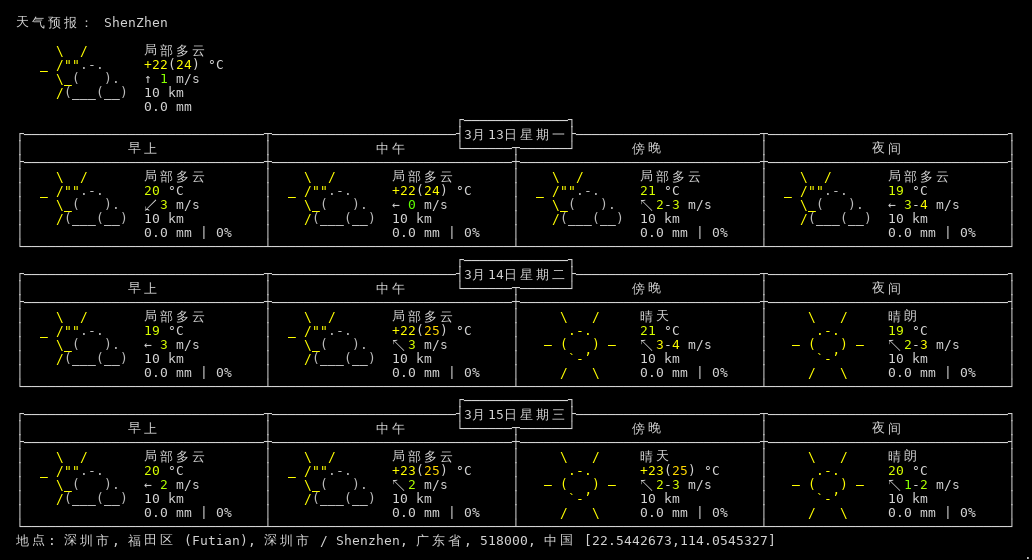 天气预报： ShenZhen
局部多云
+22(24) °C
↑ 1 m/s
10 km
0.0 mm
3月13日星期一
早上 中午 傍晚 夜间
局部多云 局部多云 局部多云 局部多云
20 °C +22(24) °C 21 °C 19 °C
↙ 3 m/s ← 0 m/s ↖ 2-3 m/s ← 3-4 m/s
10 km 10 km 10 km 10 km
0.0 mm | 0% 0.0 mm | 0% 0.0 mm | 0% 0.0 mm | 0%
3月14日星期二
早上 中午 傍晚 夜间
局部多云 局部多云 晴天 晴朗
19 °C +22(25) °C 21 °C 19 °C
← 3 m/s ↖ 3 m/s ↖ 3-4 m/s ↖ 2-3 m/s
10 km 10 km 10 km 10 km
0.0 mm | 0% 0.0 mm | 0% 0.0 mm | 0% 0.0 mm | 0%
3月15日星期三
早上 中午 傍晚 夜间
局部多云 局部多云 晴天 晴朗
20 °C +23(25) °C +23(25) °C 20 °C
← 2 m/s ↖ 2 m/s ↖ 2-3 m/s ↖ 1-2 m/s
10 km 10 km 10 km 10 km
0.0 mm | 0% 0.0 mm | 0% 0.0 mm | 0% 0.0 mm | 0%
地点: 深圳市, 福田区 (Futian), 深圳市 / Shenzhen, 广东省, 518000, 中国 [22.5442673,114.0545327]